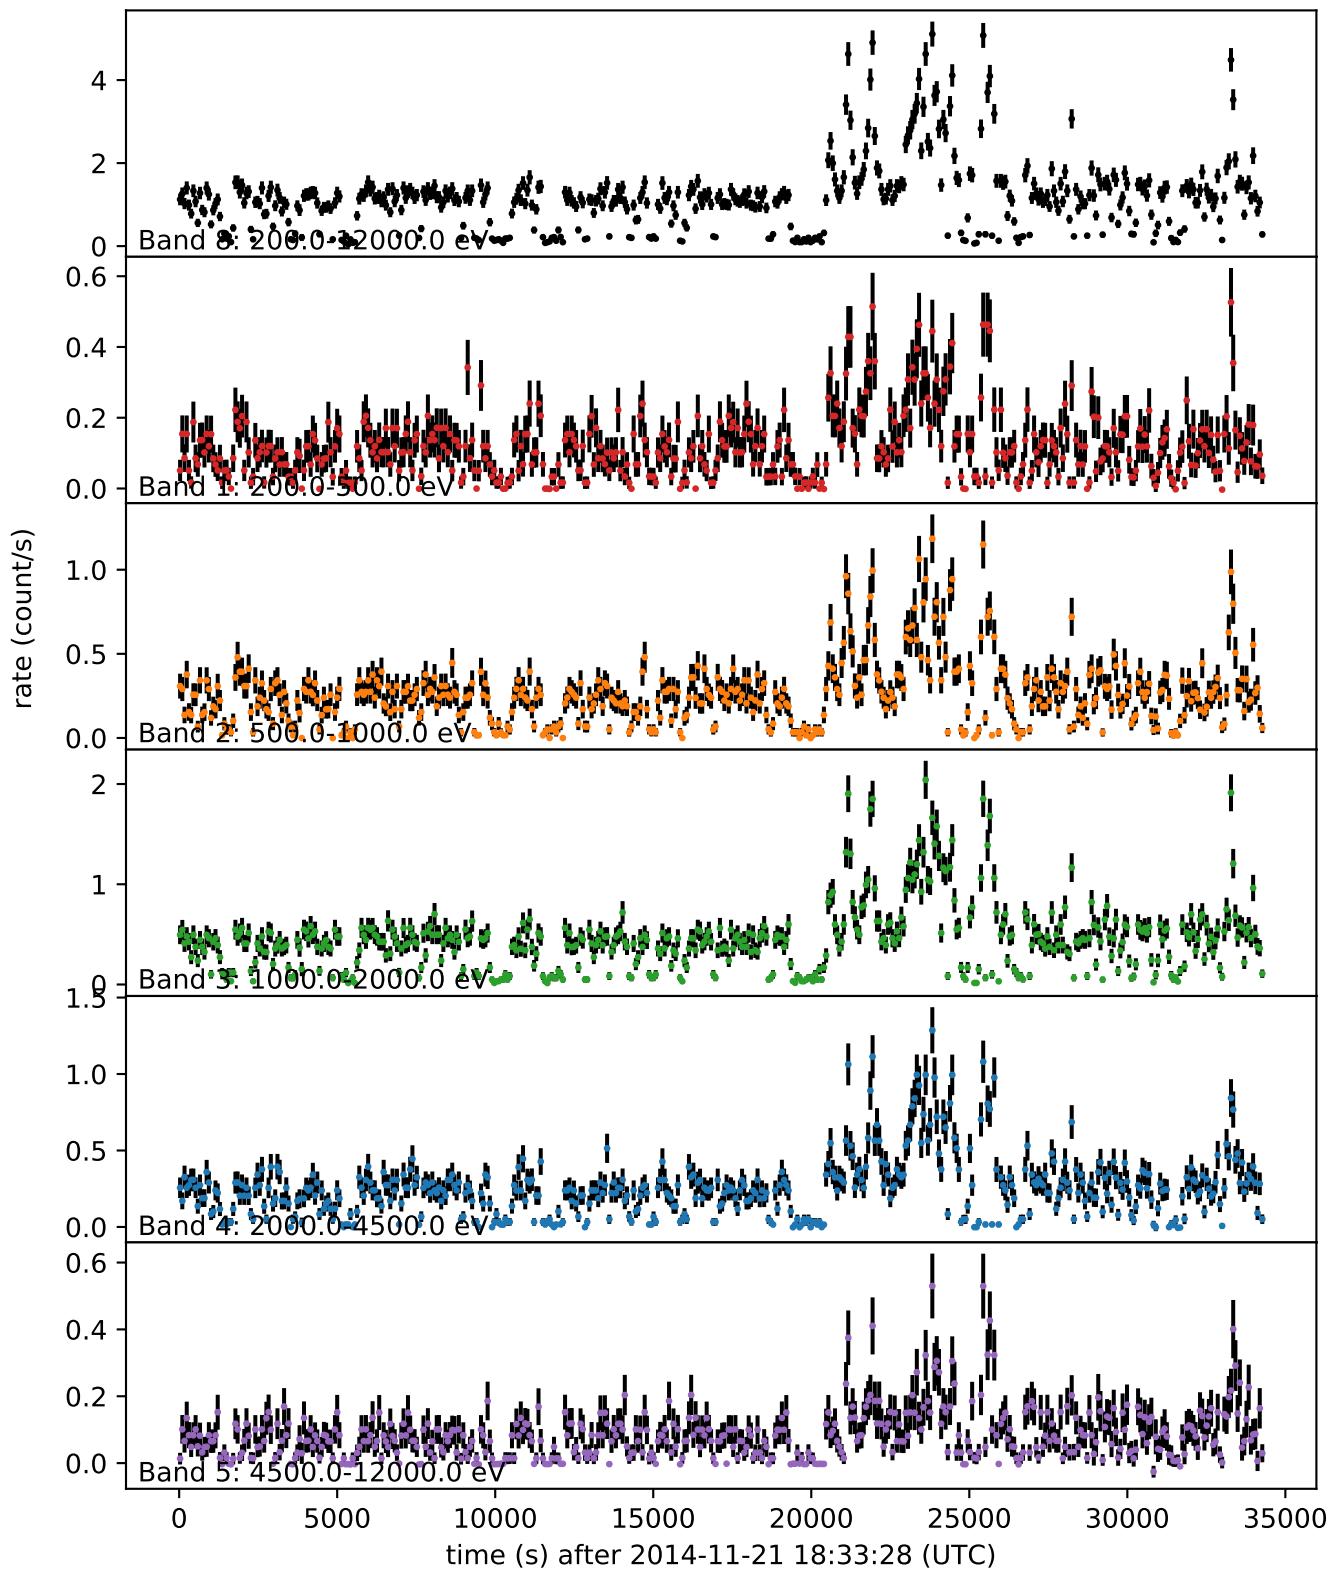 4
2
0
Band 8: 200.0-12000.0 eV
0.6
0.4
0.2
0.0
Band 1: 200.0-500.0 eV
rate (count/s)
1.0
0.5
0.0
Band 2: 500.0-1000.0 eV
2
1
0
Band 3: 1000.0-2000.0 eV
1.5
1.0
0.5
0.0
Band 4: 2000.0-4500.0 eV
0.6
0.4
0.2
0.0
Band 5: 4500.0-12000.0 eV
0 5000 10000 15000 20000 25000 30000 35000
time (s) after 2014-11-21 18:33:28 (UTC)